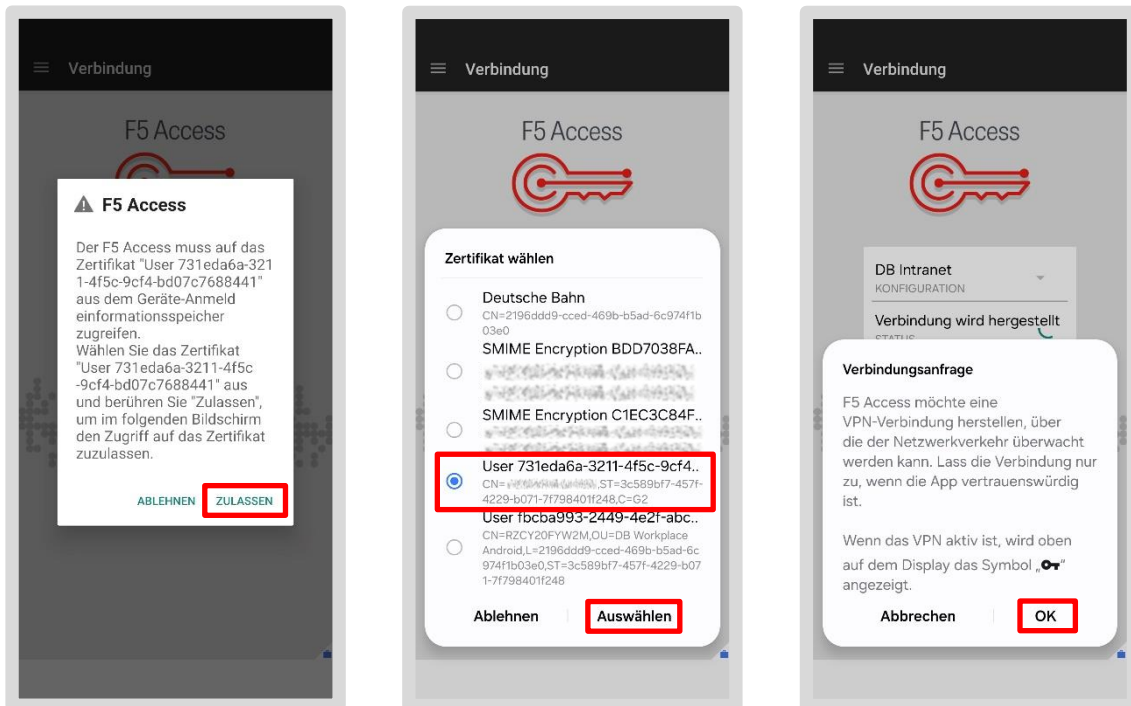 Verbindung
F5 Access
F5 Access
Der F5 Access muss auf das
Zertifikat "User 731eda6a-321
1-4f5c-9cf4-bd07c7688441"
aus dem Geräte-Anmeld
einformationsspeicher
zugreifen.
Wählen Sie das Zertifikat
"User 731eda6a-3211-4f5c
-9cf4-bd07c7688441" aus
und berühren Sie "Zulassen",
um im folgenden Bildschirm
den Zugriff auf das Zertifikat
zuzulassen.
ABLEHNEN ZULASSEN
Verbindung
F5 Access
Zertifikat wählen
Deutsche Bahn
CN=2196ddd9-cced-469b-b5ad-6c974f1b
03e0
SMIME Encryption BDD7038FA..
SMIME Encryption C1EC3C84F..
User 731eda6a-3211-4f5c-9cf4..
CN= ,ST=3c589bf7-457f-
4229-b071-7f798401f248,C=G2
User fbcba993-2449-4e2f-abc..
CN=RZCY20FYW2M,OU=DB Workplace
Android,L=2196ddd9-cced-469b-b5ad-6c
974f1b03e0,ST=3c589bf7-457f-4229-b07
1-7f798401f248
Ablehnen Auswählen
Verbindung
F5 Access
DB Intranet
KONFIGURATION
Verbindung wird hergestellt
STATUS
Verbindungsanfrage
F5 Access möchte eine
VPN-Verbindung herstellen, über
die der Netzwerkverkehr überwacht
werden kann. Lass die Verbindung nur
zu, wenn die App vertrauenswürdig
ist.
Wenn das VPN aktiv ist, wird oben
auf dem Display das Symbol „ “
angezeigt.
Abbrechen OK